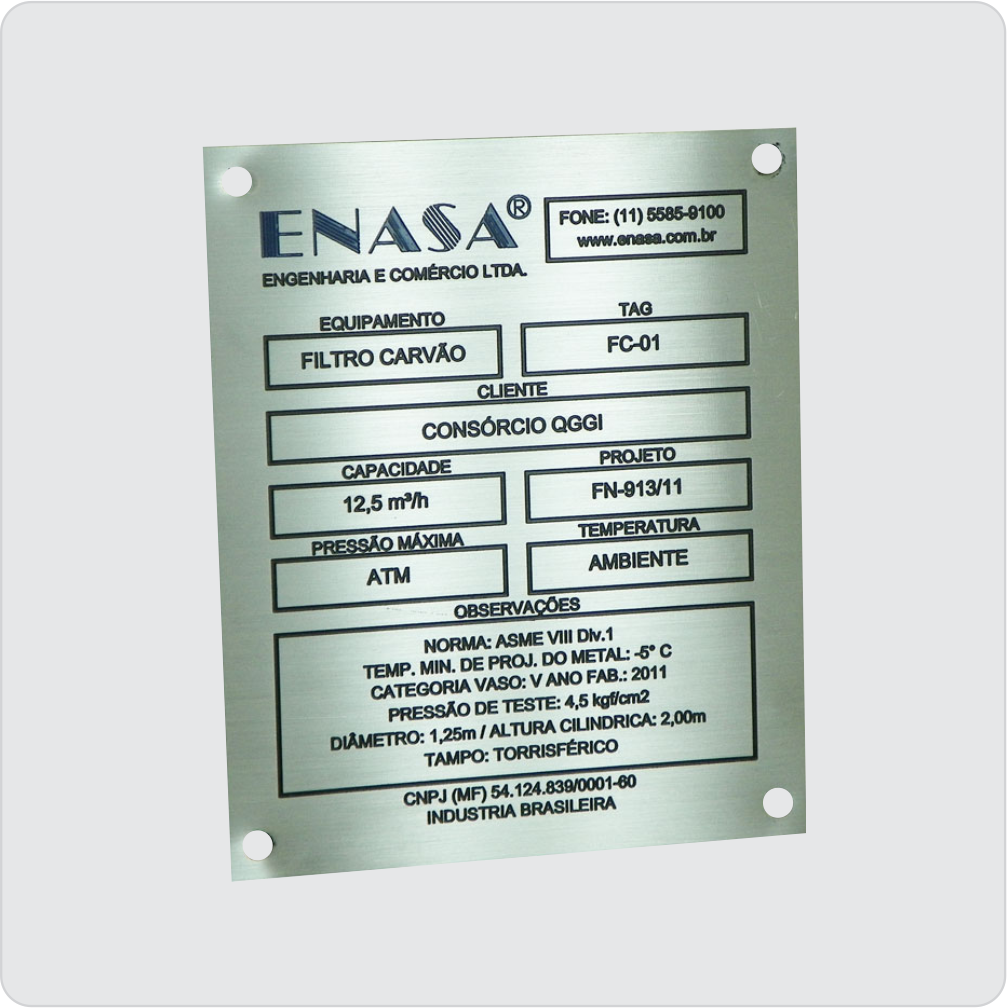 ENASA®
ENGENHARIA E COMÉRCIO LTDA.
FONE: (11) 5585-9100
www.enasa.com.br
EQUIPAMENTO
FILTRO CARVÃO
TAG
FC-01
CLIENTE
CONSÓRCIO QGGI
CAPACIDADE
12,5 m³/h
PROJETO
FN-913/11
PRESSÃO MÁXIMA
ATM
TEMPERATURA
AMBIENTE
OBSERVAÇÕES
NORMA: ASME VIII Div.1
TEMP. MIN. DE PROJ. DO METAL: -5° C
CATEGORIA VASO: V ANO FAB.: 2011
PRESSÃO DE TESTE: 4,5 kgf/cm2
DIÂMETRO: 1,25m / ALTURA CILINDRICA: 2,00m
TAMPO: TORRISFÉRICO
CNPJ (MF) 54.124.839/0001-60
INDUSTRIA BRASILEIRA